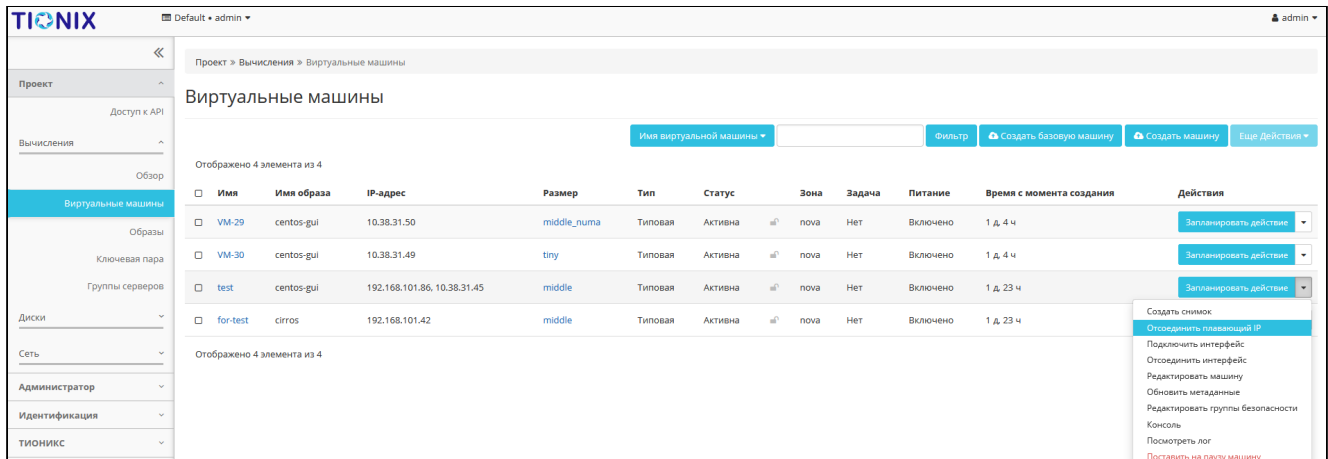 TIONIX Default • admin admin
Проект » Вычисления » Виртуальные машины
Проект
Виртуальные машины
Доступ к API
Имя виртуальной машины Фильтр Создать базовую машину Создать машину Еще Действия
Вычисления
Отображено 4 элемента из 4
Обзор
Имя Имя образа IP-адрес Размер Тип Статус Зона Задача Питание Время с момента создания Действия
Виртуальные машины
VM-29 centos-gui 10.38.31.50 middle_numa Типовая Активна nova Нет Включено 1 д, 4 ч Запланировать действие
Образы
VM-30 centos-gui 10.38.31.49 tiny Типовая Активна nova Нет Включено 1 д, 4 ч Запланировать действие
Ключевая пара
Группы серверов
test centos-gui 192.168.101.86, 10.38.31.45 middle Типовая Активна nova Нет Включено 1 д, 23 ч Запланировать действие
Диски
for-test cirros 192.168.101.42 middle Типовая Активна nova Нет Включено 1 д, 23 ч
Сеть
Отображено 4 элемента из 4
Администратор
Идентификация
ТИОНИКС
Создать снимок
Отсоединить плавающий IP
Подключить интерфейс
Отсоединить интерфейс
Редактировать машину
Обновить метаданные
Редактировать группы безопасности
Консоль
Посмотреть лог
Поставить на паузу машину